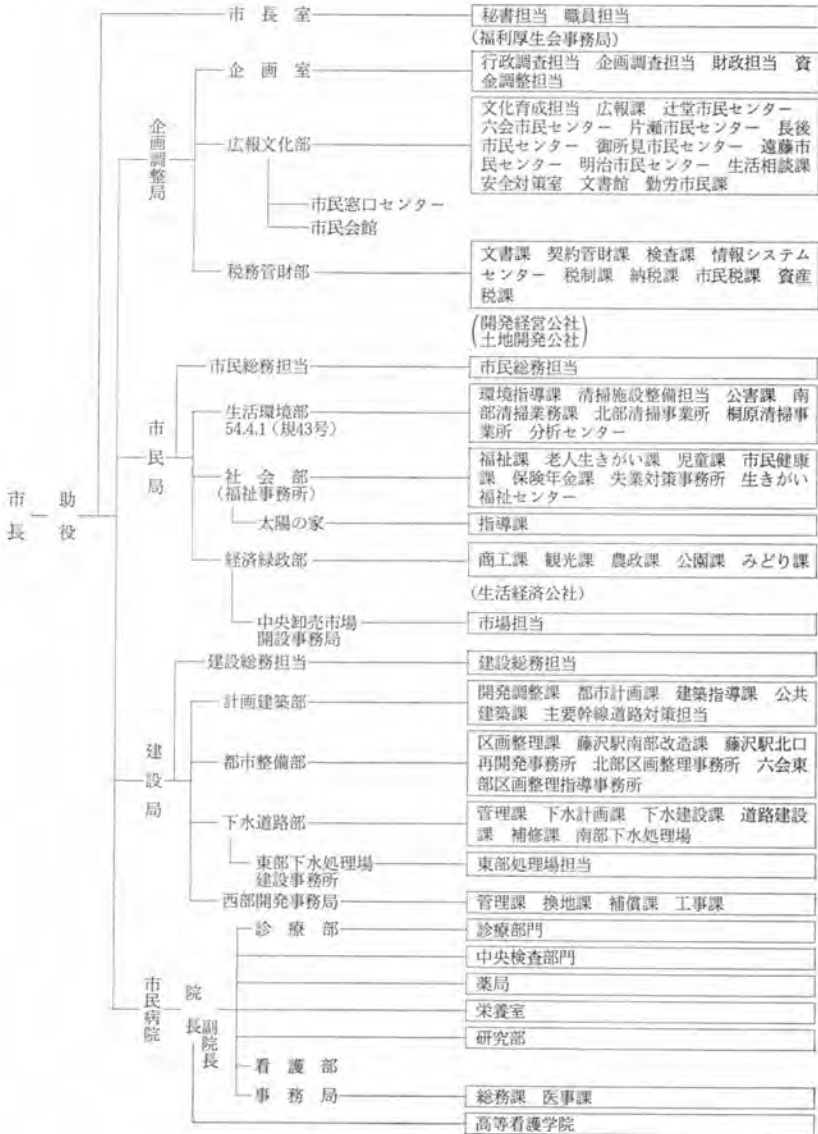 市長室
秘書担当 職員担当
(福利厚生会事務局)
企画調整局
企画室
行政調査担当 企画調査担当 財政担当 資
金調整担当
広報文化部
文化育成担当 広報課 辻堂市民センター
六会市民センター 片瀬市民センター 長後
市民センター 御所見市民センター 遠藤市
民センター 明治市民センター 生活相談課
安全対策室 文書館 勤労市民課
市民窓口センター
市民会館
税務管財部
文書課 契約管財課 検査課 情報システム
センター 税制課 納税課 市民税課 資産
税課
(開発経営公社
土地開発公社)
市長
助役
市民局
市民総務担当
市民総務担当
生活環境部
54.4.1(規43号)
環境指導課 清掃施設整備担当 公害課 南
部清掃業務課 北部清掃事業所 桐原清掃事
業所 分析センター
社会部
(福祉事務所)
福祉課 老人生きがい課 児童課 市民健康
課 保険年金課 失業対策事務所 生きがい
福祉センター
太陽の家
指導課
経済緑政部
商工課 観光課 農政課 公園課 みどり課
(生活経済公社)
中央卸売市場
開設事務局
市場担当
建設局
建設総務担当
建設総務担当
計画建築部
開発調整課 都市計画課 建築指導課 公共
建築課 主要幹線道路対策担当
都市整備部
区画整理課 藤沢駅南部改造課 藤沢駅北口
再開発事務所 北部区画整理事務所 六会東
部区画整理指導事務所
下水道路部
管理課 下水計画課 下水建設課 道路建設
課 補修課 南部下水処理場
東部下水処理場
建設事務所
東部処理場担当
西部開発事務局
管理課 換地課 補償課 工事課
市民病院
院長
副院長
診療部
診療部門
中央検査部門
薬局
栄養室
研究部
看護部
事務局
総務課 医事課
高等看護学院